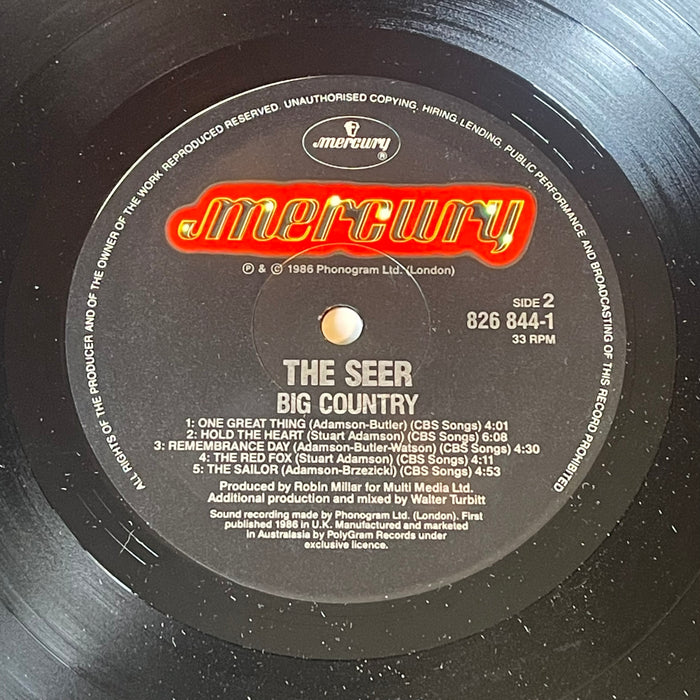 ALL RIGHTS OF THE PRODUCER AND OF THE OWNER OF THE WORK REPRODUCED RESERVED. UNAUTHORISED COPYING, HIRING, LENDING, PUBLIC PERFORMANCE AND BROADCASTING OF THIS RECORD PROHIBITED
mercury ®
mercury
℗ & © 1986 Phonogram Ltd. (London)
SIDE 2
826 844-1
33 RPM
THE SEER
BIG COUNTRY
1: ONE GREAT THING (Adamson-Butler) (CBS Songs) 4:01
2: HOLD THE HEART (Stuart Adamson) (CBS Songs) 6:08
3: REMEMBRANCE DAY (Adamson-Butler-Watson) (CBS Songs) 4:30
4: THE RED FOX (Stuart Adamson) (CBS Songs) 4:11
5: THE SAILOR (Adamson-Brzezicki) (CBS Songs) 4:53
Produced by Robin Millar for Multi Media Ltd.
Additional production and mixed by Walter Turbitt
Sound recording made by Phonogram Ltd. (London). First
published 1986 in U.K. Manufactured and marketed
in Australasia by PolyGram Records under
exclusive licence.